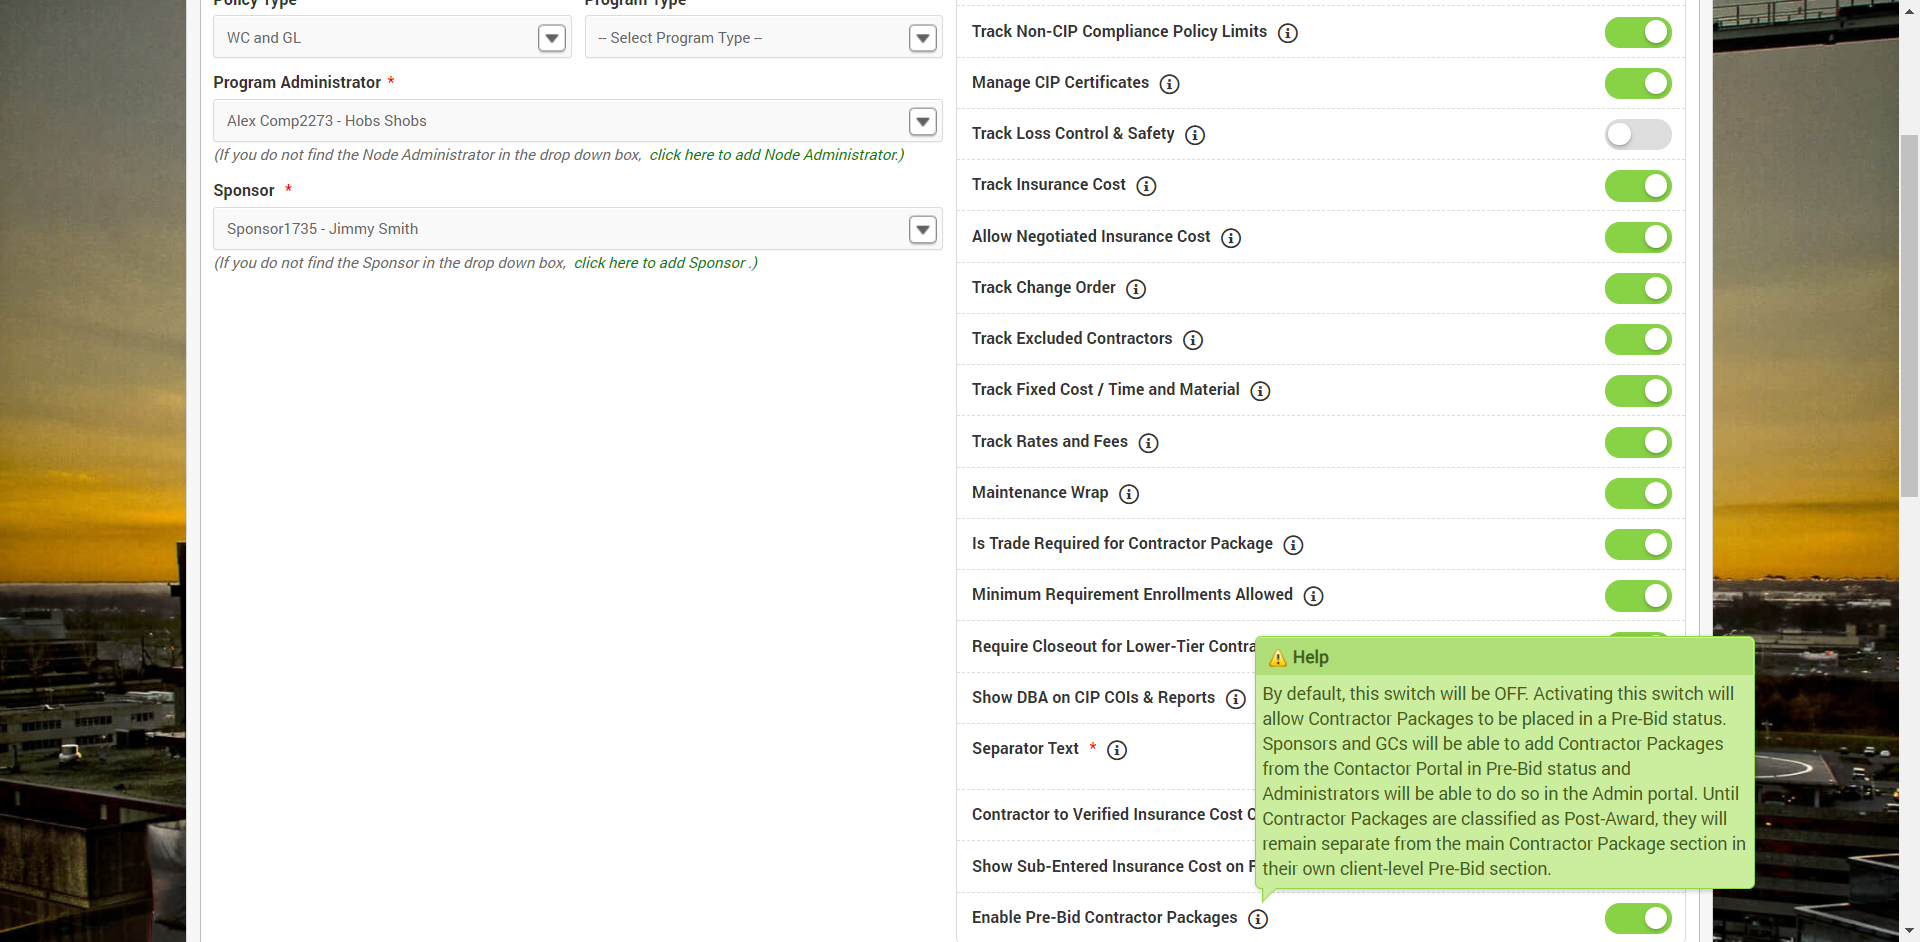 Policy Type
Program Type
WC and GL
-- Select Program Type --
Program Administrator *
Alex Comp2273 - Hobs Shobs
(If you do not find the Node Administrator in the drop down box, click here to add Node Administrator.)
Sponsor *
Sponsor1735 - Jimmy Smith
(If you do not find the Sponsor in the drop down box, click here to add Sponsor .)
Track Non-CIP Compliance Policy Limits
Manage CIP Certificates
Track Loss Control & Safety
Track Insurance Cost
Allow Negotiated Insurance Cost
Track Change Order
Track Excluded Contractors
Track Fixed Cost / Time and Material
Track Rates and Fees
Maintenance Wrap
Is Trade Required for Contractor Package
Minimum Requirement Enrollments Allowed
Require Closeout for Lower-Tier Contra
Show DBA on CIP COIs & Reports
Separator Text *
Contractor to Verified Insurance Cost C
Show Sub-Entered Insurance Cost on F
Enable Pre-Bid Contractor Packages
Help
By default, this switch will be OFF. Activating this switch will
allow Contractor Packages to be placed in a Pre-Bid status.
Sponsors and GCs will be able to add Contractor Packages
from the Contactor Portal in Pre-Bid status and
Administrators will be able to do so in the Admin portal. Until
Contractor Packages are classified as Post-Award, they will
remain separate from the main Contractor Package section in
their own client-level Pre-Bid section.